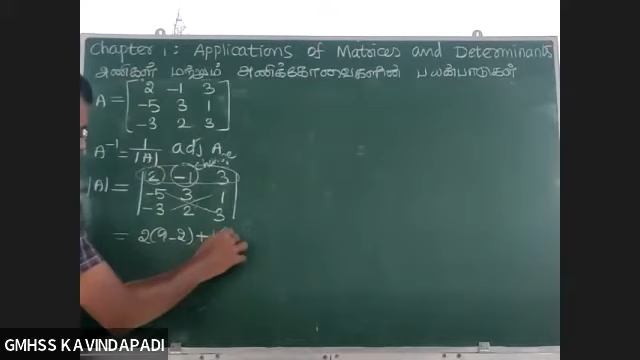 Chapter 1: Applications of Matrices and Determinants
அணிகள் மற்றும் அணிக்கோவைகளின் பயன்பாடுகள்
A = [ 2 -1 3
-5 3 1
-3 2 3 ]
A⁻¹ = 1/|A| adj A
|A| = | 2 -1 3
-5 3 1
-3 2 3 |
= 2(9-2)+
GMHSS KAVINDAPADI